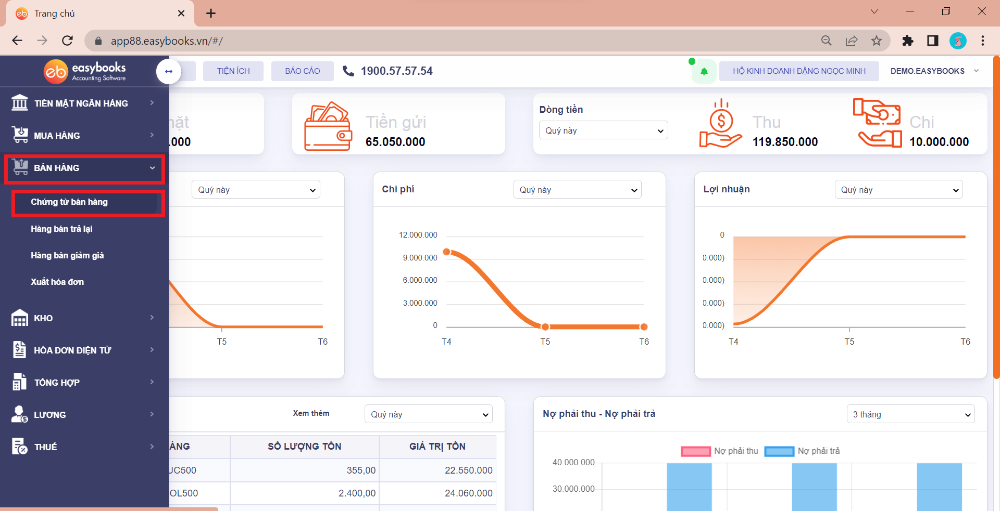 Trang chủ
app88.easybooks.vn/#/
eb easybooks
Accounting Software
TIỆN ÍCH
BÁO CÁO
1900.57.57.54
HỘ KINH DOANH ĐẶNG NGỌC MINH
DEMO.EASYBOOKS
TIỀN MẶT NGÂN HÀNG
MUA HÀNG
BÁN HÀNG
Chứng từ bán hàng
Hàng bán trả lại
Hàng bán giảm giá
Xuất hóa đơn
KHO
HÓA ĐƠN ĐIỆN TỬ
TỔNG HỢP
LƯƠNG
THUẾ
.000
Tiền gửi
65.050.000
Dòng tiền
Quý này
Thu
119.850.000
Chi
10.000.000
Quý này
T5
T6
Chi phí
Quý này
12.000.000
9.000.000
6.000.000
3.000.000
0
T4
T5
T6
Lợi nhuận
Quý này
0
0.000)
0.000)
0.000)
0.000)
T4
T5
T6
Xem thêm
Quý này
ÀNG
SỐ LƯỢNG TỒN
GIÁ TRỊ TỒN
UC500
355,00
22.550.000
OL500
2.400,00
24.060.000
Nợ phải thu - Nợ phải trả
3 tháng
Nợ phải thu
Nợ phải trả
40.000.000
30.000.000